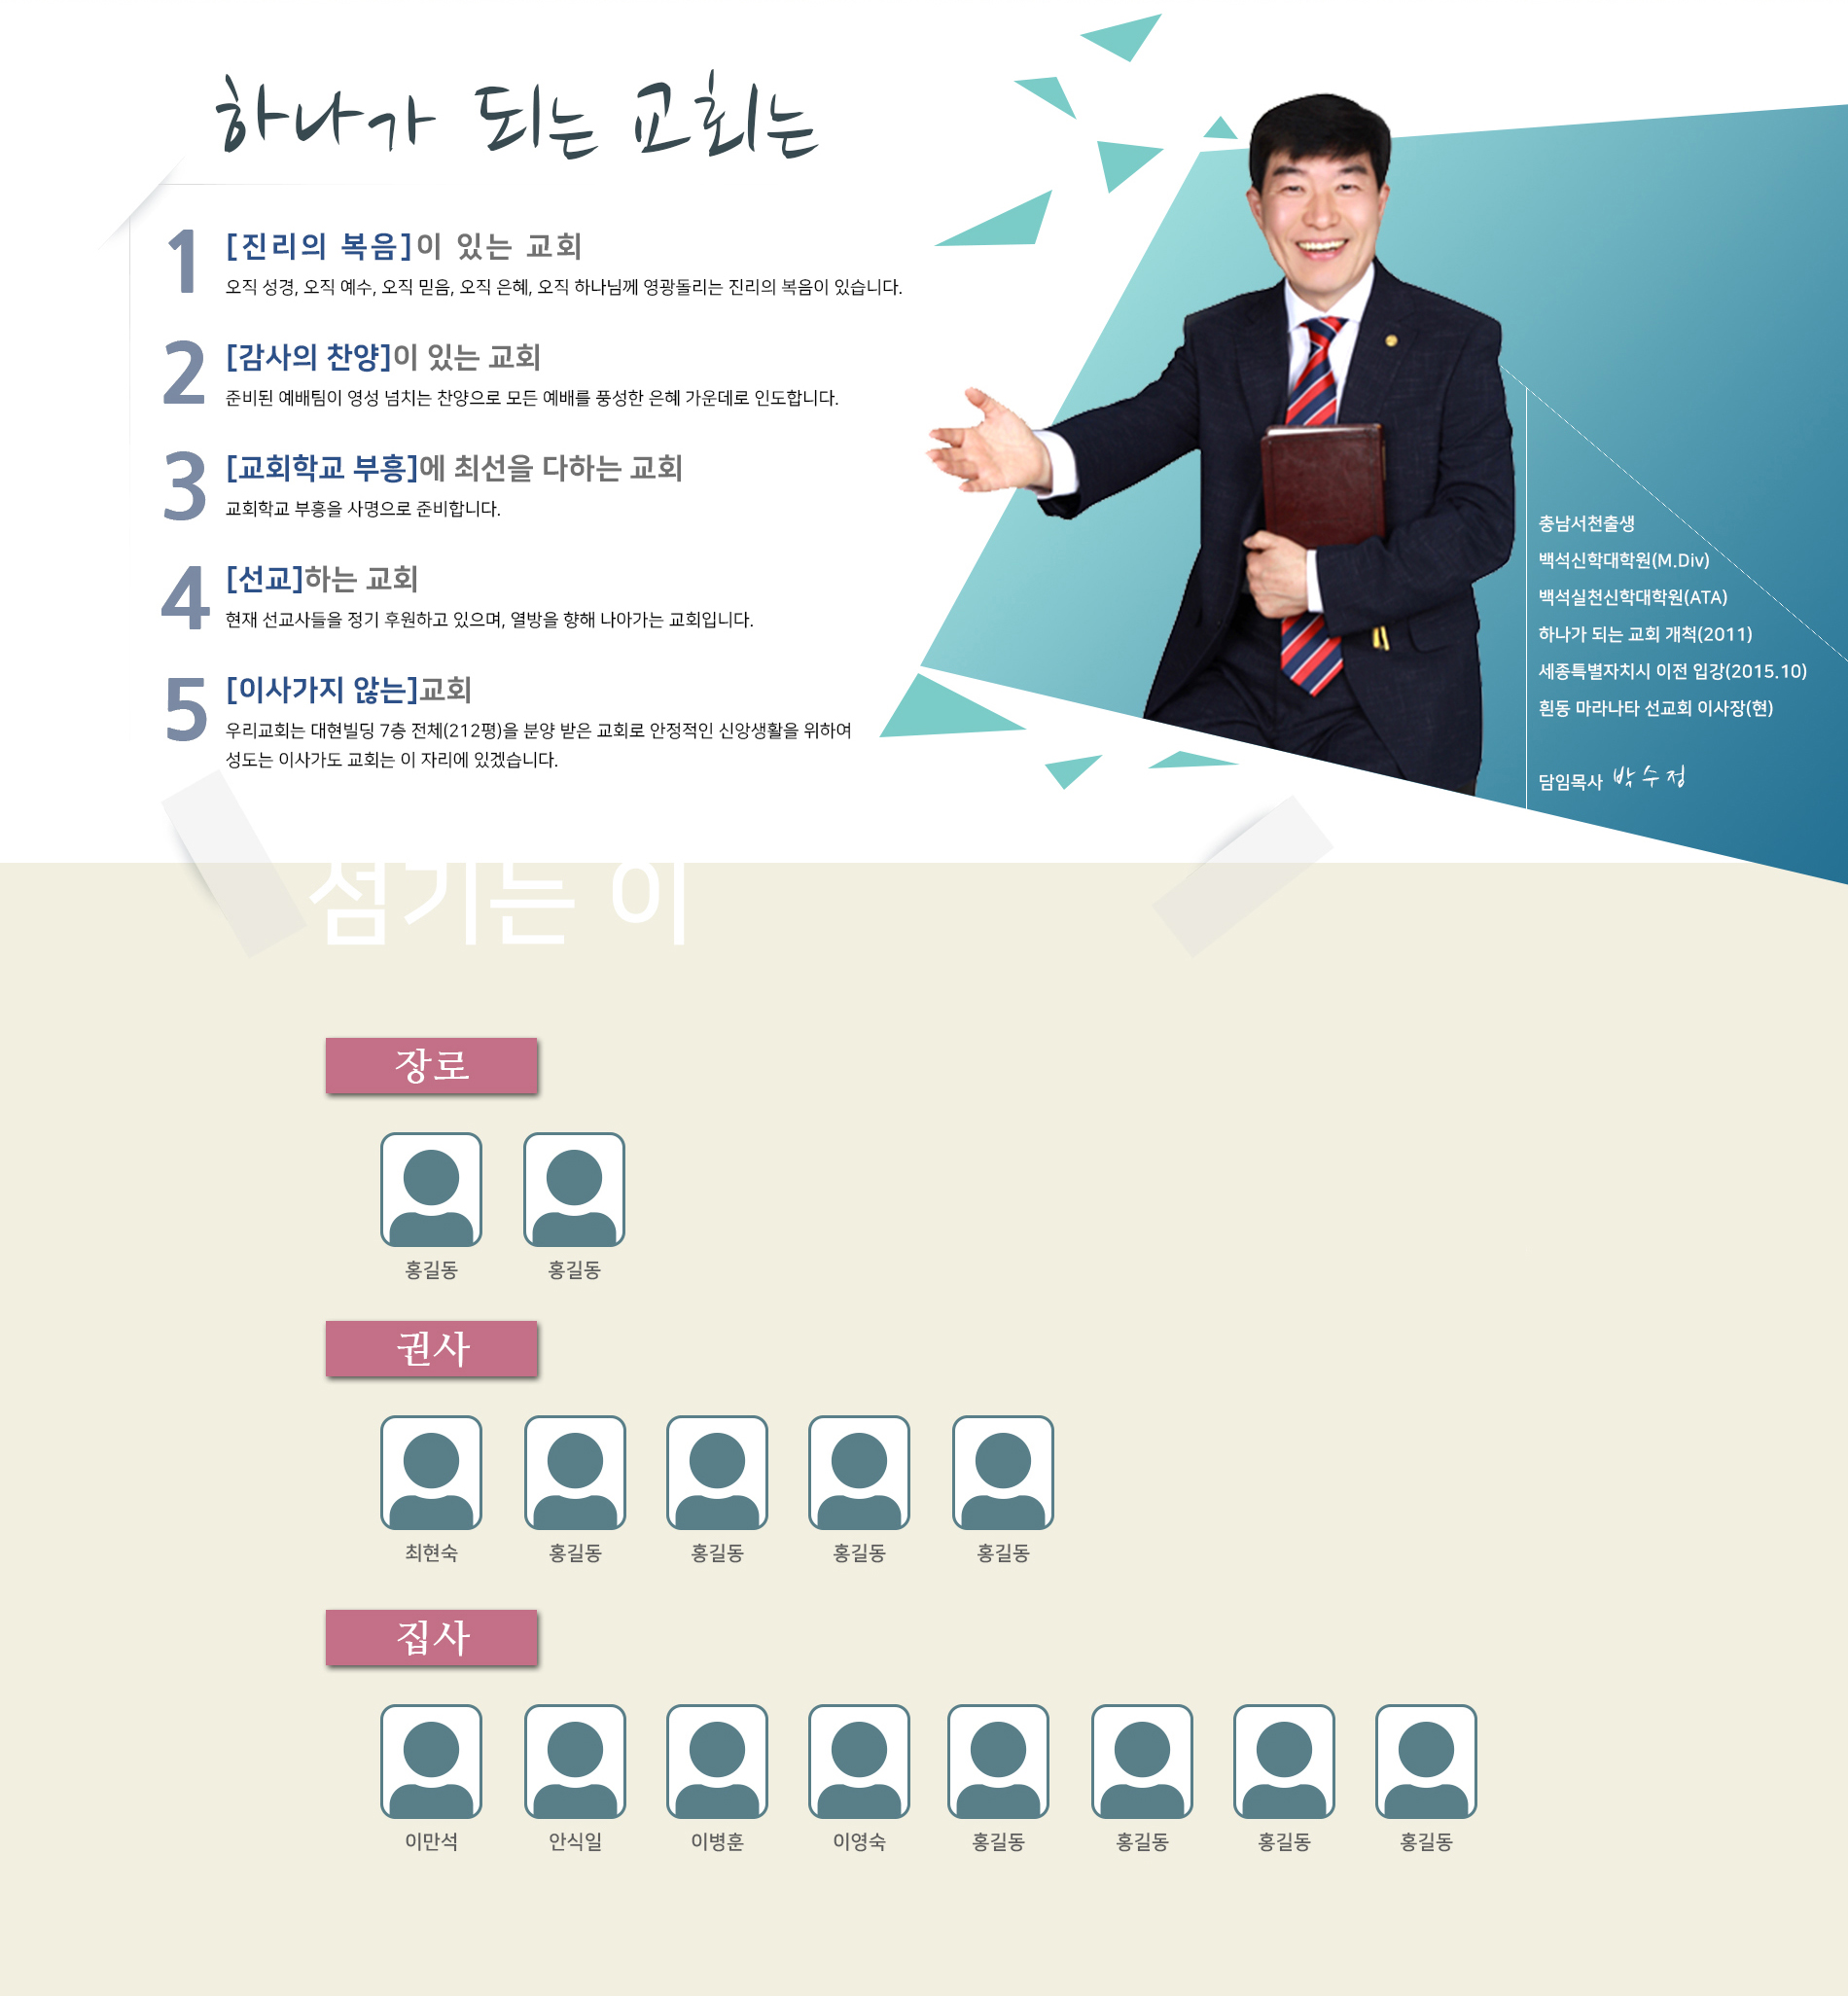 하나가 되는 교회는
1 [진리의 복음]이 있는 교회
오직 성경, 오직 예수, 오직 믿음, 오직 은혜, 오직 하나님께 영광돌리는 진리의 복음이 있습니다.
2 [감사의 찬양]이 있는 교회
준비된 예배팀이 영성 넘치는 찬양으로 모든 예배를 풍성한 은혜 가운데로 인도합니다.
3 [교회학교 부흥]에 최선을 다하는 교회
교회학교 부흥을 사명으로 준비합니다.
4 [선교]하는 교회
현재 선교사들을 정기 후원하고 있으며, 열방을 향해 나아가는 교회입니다.
5 [이사가지 않는]교회
우리교회는 대현빌딩 7층 전체(212평)을 분양 받은 교회로 안정적인 신앙생활을 위하여
성도는 이사가도 교회는 이 자리에 있겠습니다.
충남서천출생
백석신학대학원(M.Div)
백석실천신학대학원(ATA)
하나가 되는 교회 개척(2011)
세종특별자치시 이전 입강(2015.10)
횐동 마라나타 선교회 이사장(현)
담임목사 박수정
섬기는 이
장로
홍길동 홍길동
권사
최현숙 홍길동 홍길동 홍길동 홍길동
집사
이만석 안식일 이병훈 이영숙 홍길동 홍길동 홍길동 홍길동